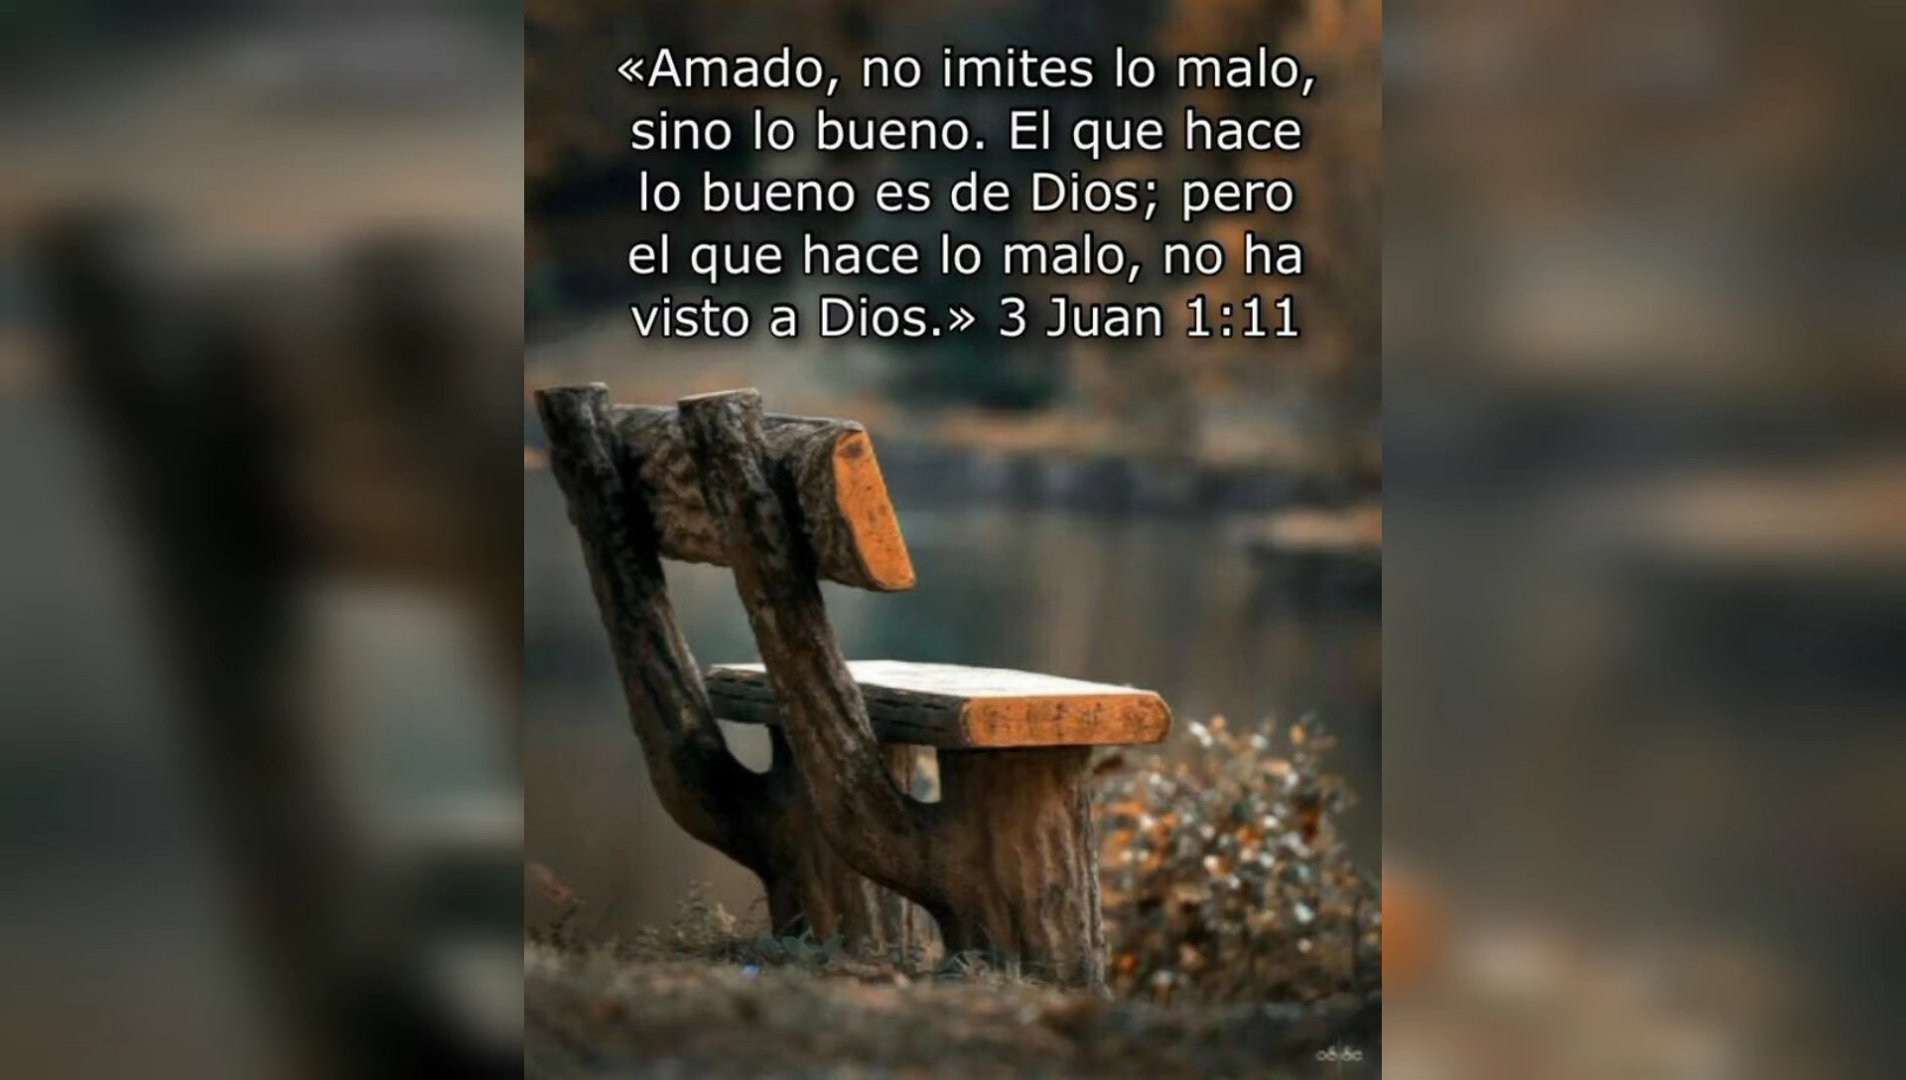 «Amado, no imites lo malo,
sino lo bueno. El que hace
lo bueno es de Dios; pero
el que hace lo malo, no ha
visto a Dios.» 3 Juan 1:11